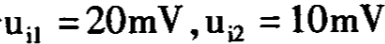 u_{i1} = 20mV, u_{i2} = 10mV